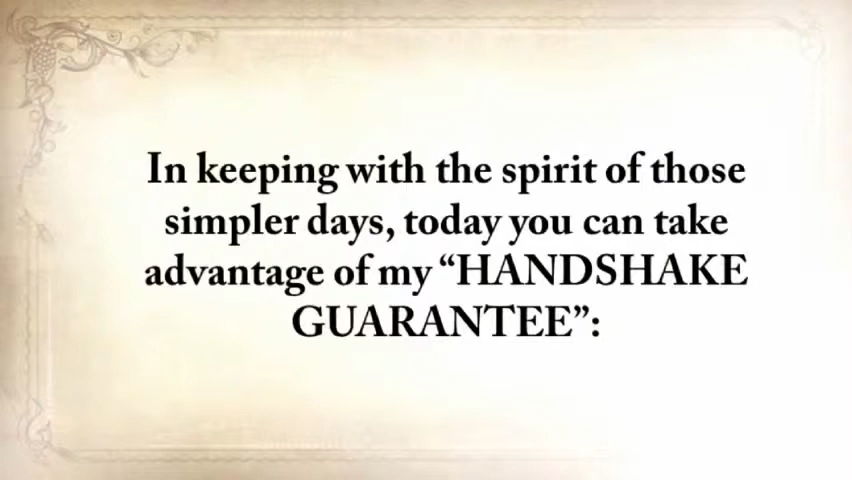 In keeping with the spirit of those
simpler days, today you can take
advantage of my “HANDSHAKE
GUARANTEE”: